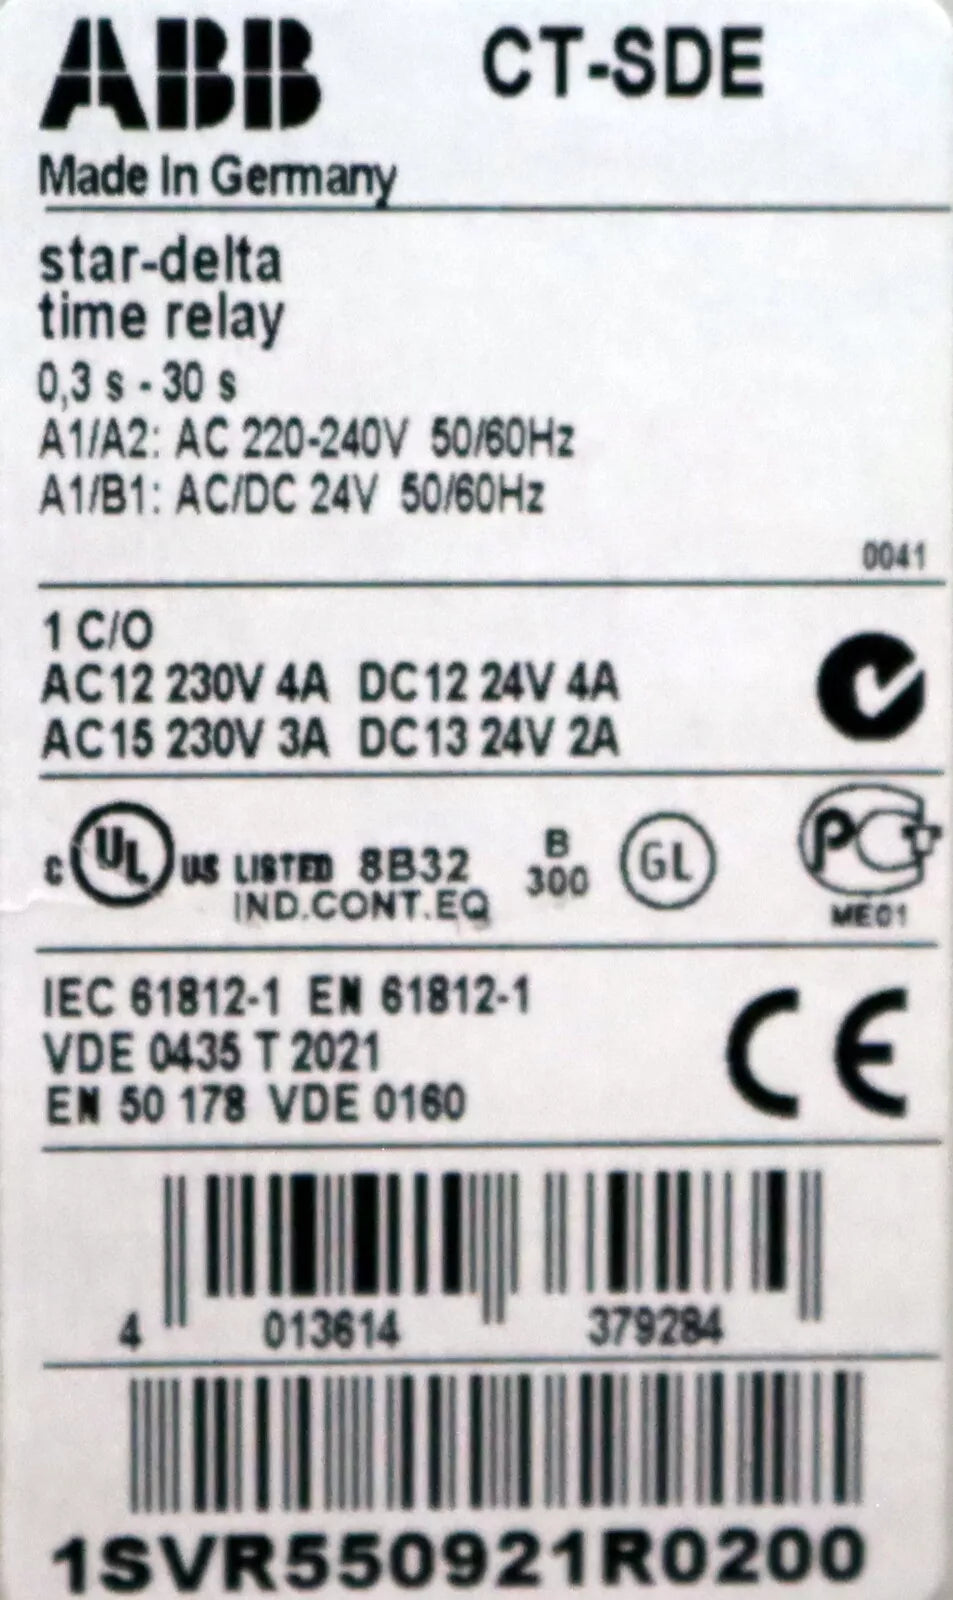 ABB CT-SDE
Made In Germany
star-delta
time relay
0,3 s - 30 s
A1/A2: AC 220-240V 50/60Hz
A1/B1: AC/DC 24V 50/60Hz
0041
1 C/O
AC12 230V 4A DC12 24V 4A
AC15 230V 3A DC13 24V 2A
C UL US LISTED 8B32
IND.CONT.EQ
B
300
GL
PCT
ME01
IEC 61812-1 EN 61812-1
VDE 0435 T 2021
EN 50 178 VDE 0160
CE
4 013614 379284
1SVR550921R0200